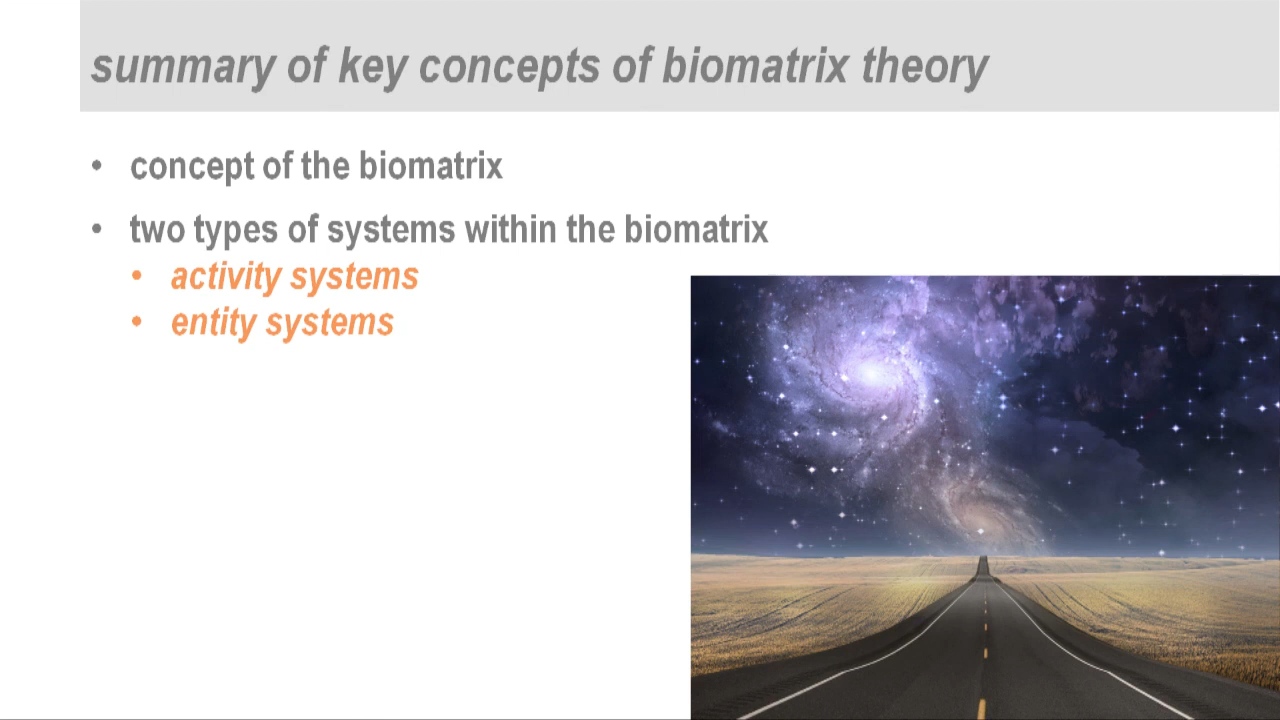 summary of key concepts of biomatrix theory
• concept of the biomatrix
• two types of systems within the biomatrix
• activity systems
• entity systems